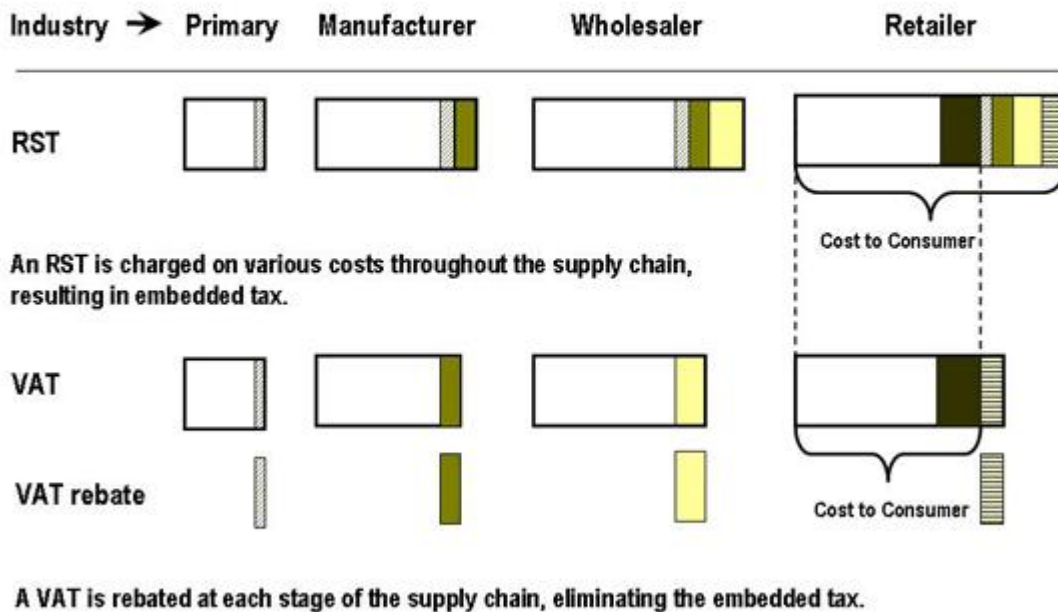 Industry → Primary Manufacturer Wholesaler Retailer
RST
Cost to Consumer
An RST is charged on various costs throughout the supply chain,
resulting in embedded tax.
VAT
VAT rebate
Cost to Consumer
A VAT is rebated at each stage of the supply chain, eliminating the embedded tax.